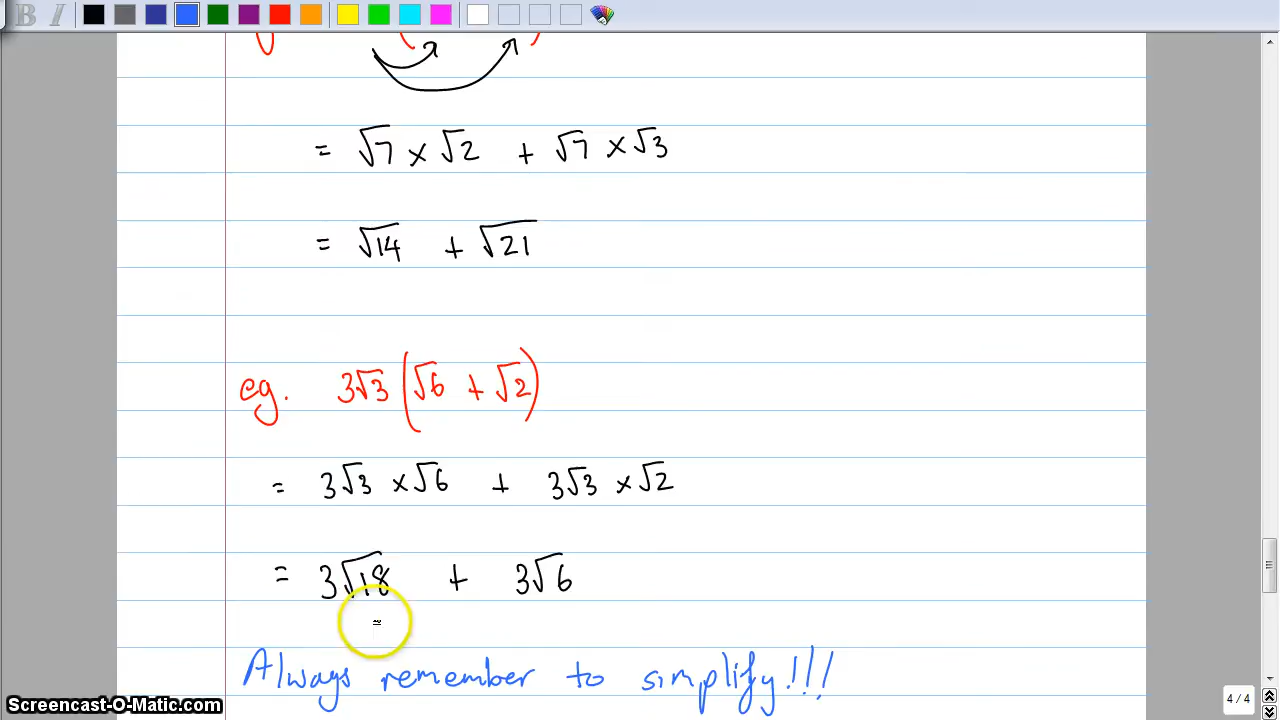 B I
= √7 × √2 + √7 × √3
= √14 + √21
eg. 3√3 (√6 + √2)
= 3√3 × √6 + 3√3 × √2
= 3√18 + 3√6
Always remember to simplify!!!
Screencast-O-Matic.com
4 / 4